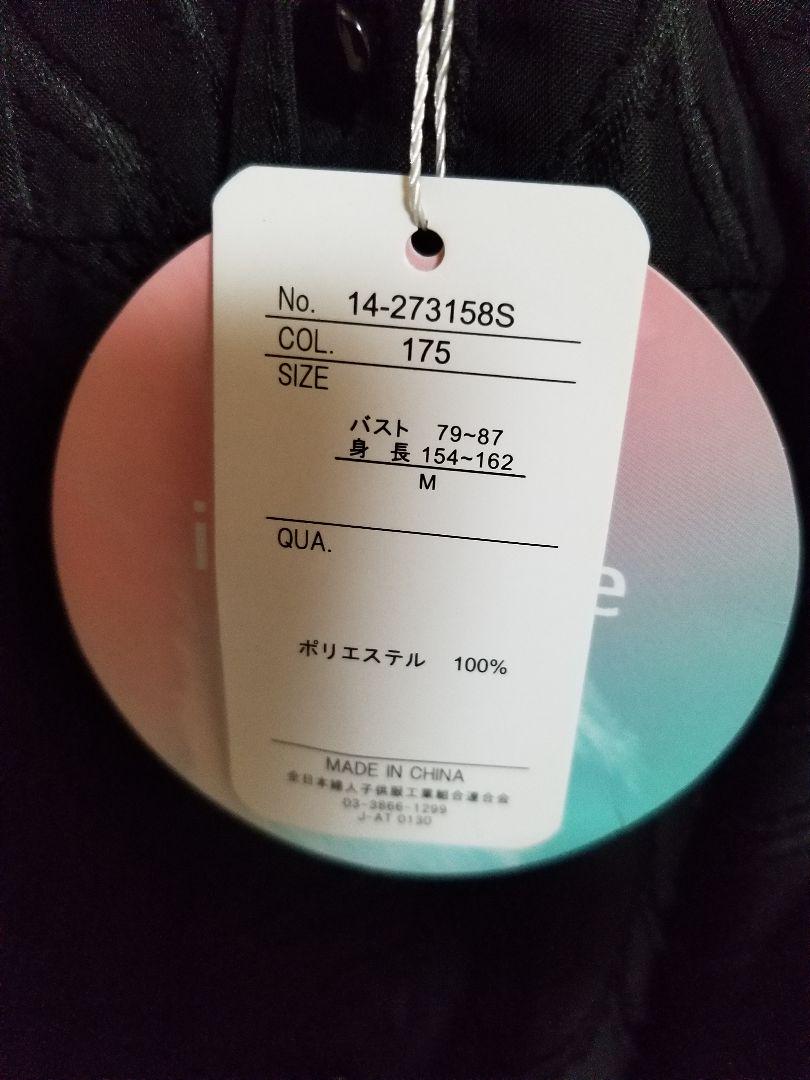 No. 14-273158S
COL. 175
SIZE
バスト 79~87
身 長 154~162
M
QUA.
ポリエステル 100%
MADE IN CHINA
全日本婦人子供服工業組合連合会
03-3866-1299
J-AT 0130
i
e